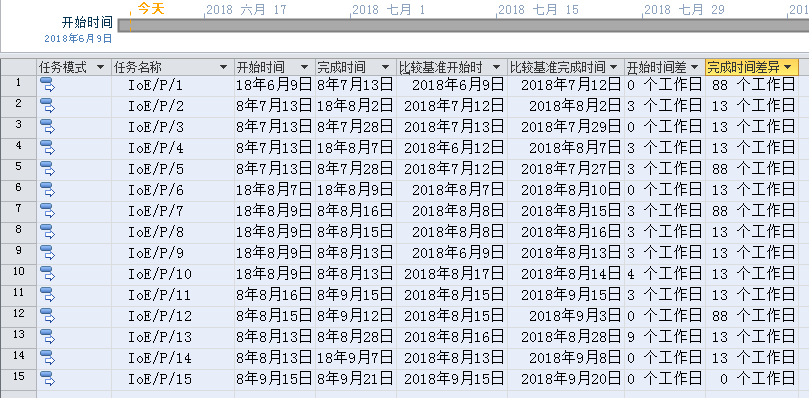 今天
2018 六月 17
2018 七月 1
2018 七月 15
2018 七月 29
201
开始时间
2018年6月9日
任务模式 任务名称 开始时间 完成时间 比较基准开始时 比较基准完成时间 开始时间差 完成时间差异
1 IoE/P/1 18年6月9日 8年7月13日 2018年6月9日 2018年7月12日 0 个工作日 88 个工作日
2 IoE/P/2 8年7月13日 18年8月2日 2018年7月12日 2018年8月2日 3 个工作日 13 个工作日
3 IoE/P/3 8年7月13日 8年7月28日 2018年7月13日 2018年7月29日 0 个工作日 13 个工作日
4 IoE/P/4 8年7月13日 18年8月7日 2018年6月12日 2018年8月7日 3 个工作日 13 个工作日
5 IoE/P/5 8年7月13日 8年7月28日 2018年7月12日 2018年7月27日 3 个工作日 88 个工作日
6 IoE/P/6 18年8月7日 18年8月9日 2018年8月7日 2018年8月10日 0 个工作日 13 个工作日
7 IoE/P/7 18年8月9日 8年8月16日 2018年8月8日 2018年8月15日 3 个工作日 88 个工作日
8 IoE/P/8 18年8月9日 8年8月15日 2018年8月8日 2018年8月16日 3 个工作日 13 个工作日
9 IoE/P/9 18年8月9日 8年8月13日 2018年6月9日 2018年8月13日 3 个工作日 13 个工作日
10 IoE/P/10 18年8月9日 8年8月13日 2018年8月17日 2018年8月14日 4 个工作日 13 个工作日
11 IoE/P/11 8年8月16日 8年9月15日 2018年8月15日 2018年9月15日 3 个工作日 13 个工作日
12 IoE/P/12 8年8月15日 8年9月12日 2018年8月15日 2018年9月3日 0 个工作日 88 个工作日
13 IoE/P/13 8年8月13日 8年8月28日 2018年8月16日 2018年8月28日 9 个工作日 13 个工作日
14 IoE/P/14 8年8月13日 18年9月7日 2018年8月13日 2018年9月8日 0 个工作日 13 个工作日
15 IoE/P/15 8年9月15日 8年9月21日 2018年9月15日 2018年9月20日 0 个工作日 0 个工作日